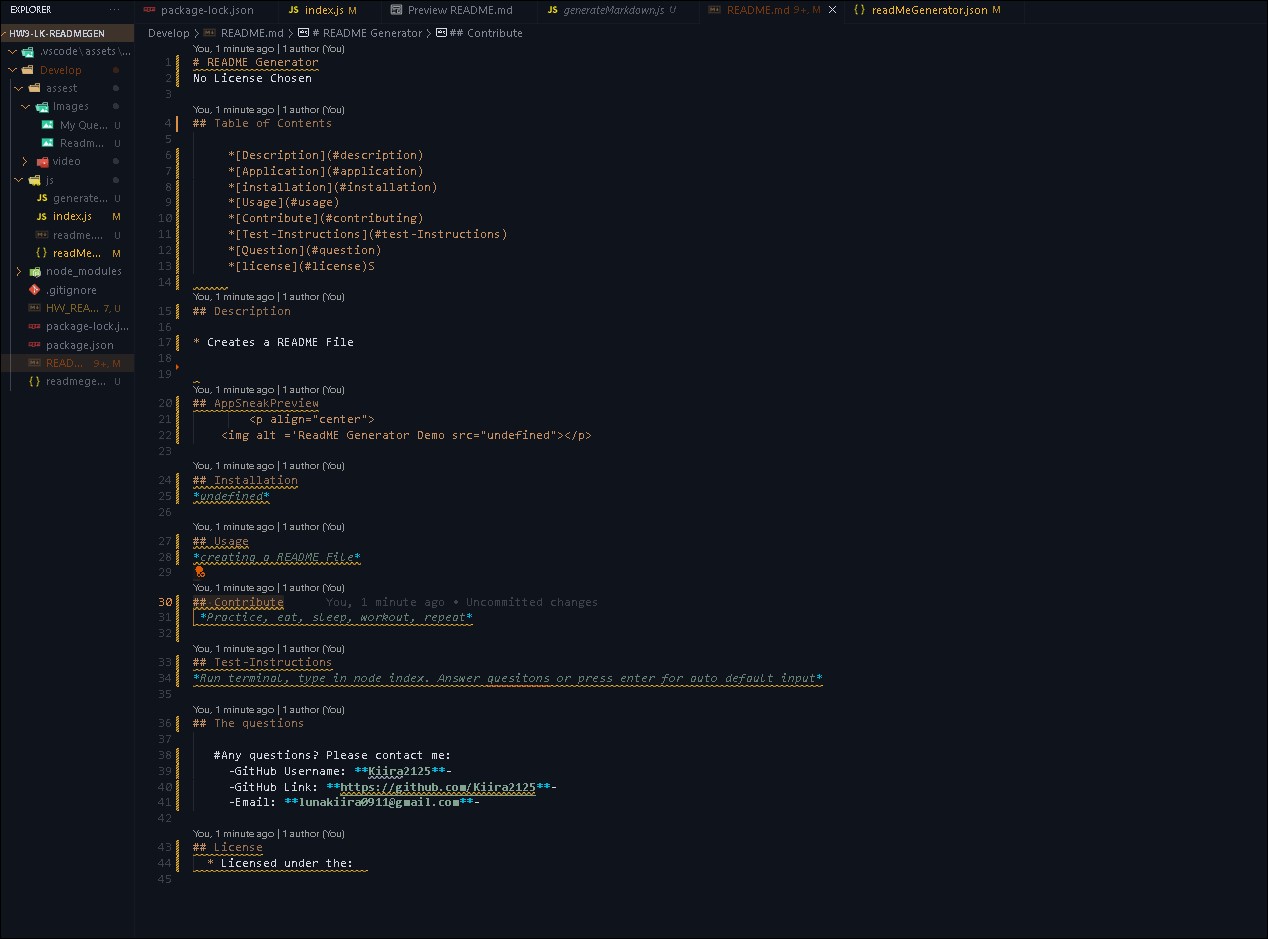 EXPLORER ...
package-lock.json index.js M Preview README.md generateMarkdown.js U README.md 9+, M readMeGenerator.json M
HW9-LK-READMEGEN
Develop > README.md > # README Generator > ## Contribute
.vscode\assets\...
Develop
assest
Images
My Que... U
Readm... U
video
js
generate... U
index.js M
readme.... U
readMe... M
node_modules
.gitignore
HW_REA... 7, U
package-lock.j...
package.json
READ... 9+, M
readmege... U
You, 1 minute ago | 1 author (You)
1 # README Generator
2 No License Chosen
3
You, 1 minute ago | 1 author (You)
4 ## Table of Contents
5
6 *[Description](#description)
7 *[Application](#application)
8 *[installation](#installation)
9 *[Usage](#usage)
10 *[Contribute](#contributing)
11 *[Test-Instructions](#test-Instructions)
12 *[Question](#question)
13 *[license](#license)S
14
You, 1 minute ago | 1 author (You)
15 ## Description
16
17 * Creates a README File
18
19
You, 1 minute ago | 1 author (You)
20 ## AppSneakPreview
21 <p align="center">
22 <img alt ='ReadME Generator Demo src="undefined"></p>
23
You, 1 minute ago | 1 author (You)
24 ## Installation
25 *undefined*
26
You, 1 minute ago | 1 author (You)
27 ## Usage
28 *creating a README File*
29
You, 1 minute ago | 1 author (You)
30 ## Contribute You, 1 minute ago • Uncommitted changes
31 *Practice, eat, sleep, workout, repeat*
32
You, 1 minute ago | 1 author (You)
33 ## Test-Instructions
34 *Run terminal, type in node index. Answer quesitons or press enter for auto default input*
35
You, 1 minute ago | 1 author (You)
36 ## The questions
37
38 #Any questions? Please contact me:
39 -GitHub Username: **Kiira2125**-
40 -GitHub Link: **https://github.com/Kiira2125**-
41 -Email: **lunakiira0911@gmail.com**-
42
You, 1 minute ago | 1 author (You)
43 ## License
44 * Licensed under the:
45